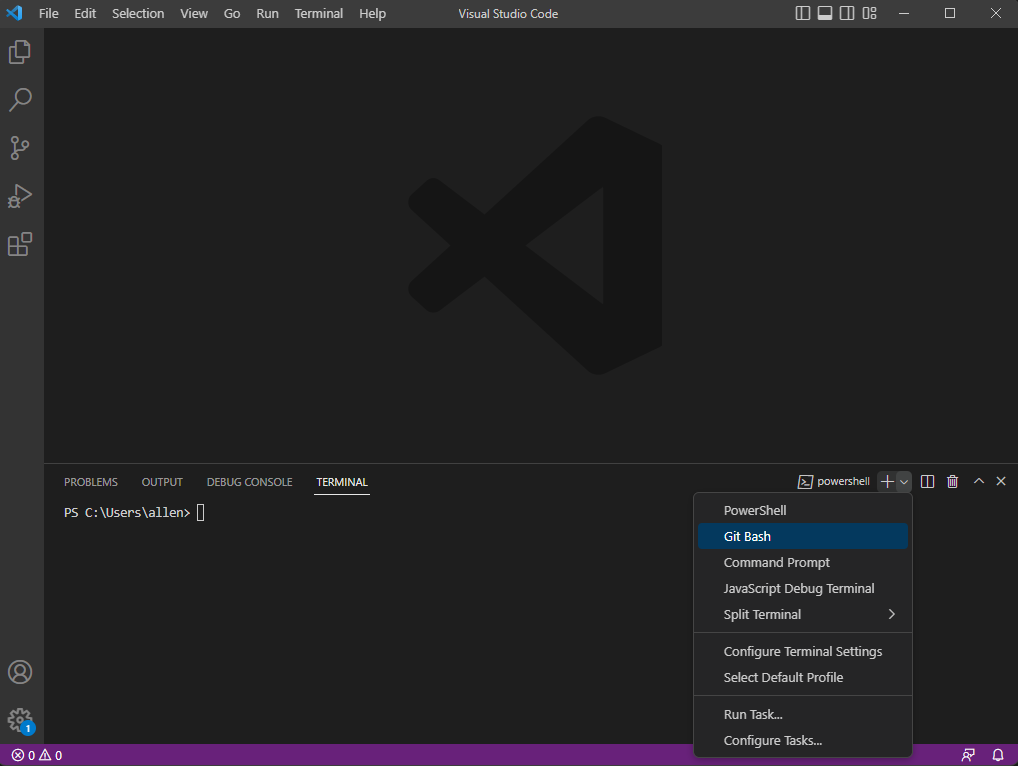 File Edit Selection View Go Run Terminal Help Visual Studio Code
PROBLEMS OUTPUT DEBUG CONSOLE TERMINAL powershell
PS C:\Users\allen>
PowerShell
Git Bash
Command Prompt
JavaScript Debug Terminal
Split Terminal
Configure Terminal Settings
Select Default Profile
Run Task...
Configure Tasks...
1
0 0